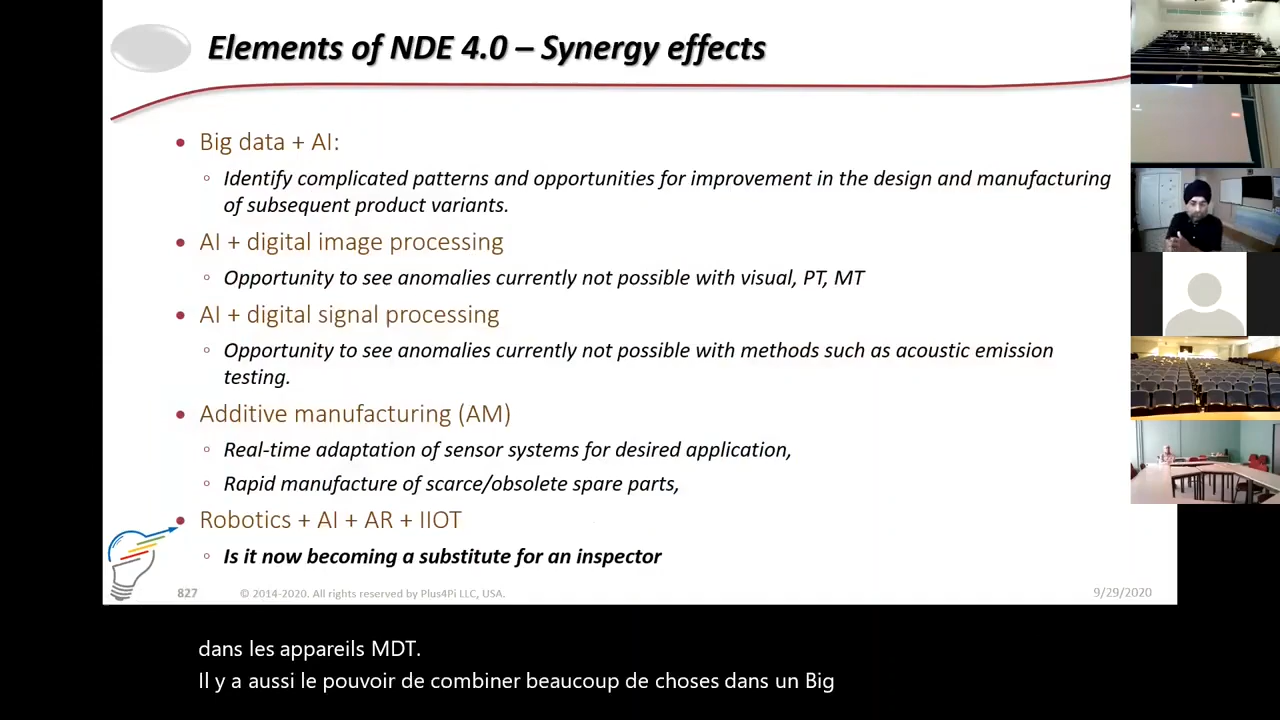 Elements of NDE 4.0 – Synergy effects
• Big data + AI:
◦ Identify complicated patterns and opportunities for improvement in the design and manufacturing
of subsequent product variants.
• AI + digital image processing
◦ Opportunity to see anomalies currently not possible with visual, PT, MT
• AI + digital signal processing
◦ Opportunity to see anomalies currently not possible with methods such as acoustic emission
testing.
• Additive manufacturing (AM)
◦ Real-time adaptation of sensor systems for desired application,
◦ Rapid manufacture of scarce/obsolete spare parts,
• Robotics + AI + AR + IIOT
◦ Is it now becoming a substitute for an inspector
827 © 2014-2020. All rights reserved by Plus4Pi LLC, USA. 9/29/2020
dans les appareils MDT.
Il y a aussi le pouvoir de combiner beaucoup de choses dans un Big